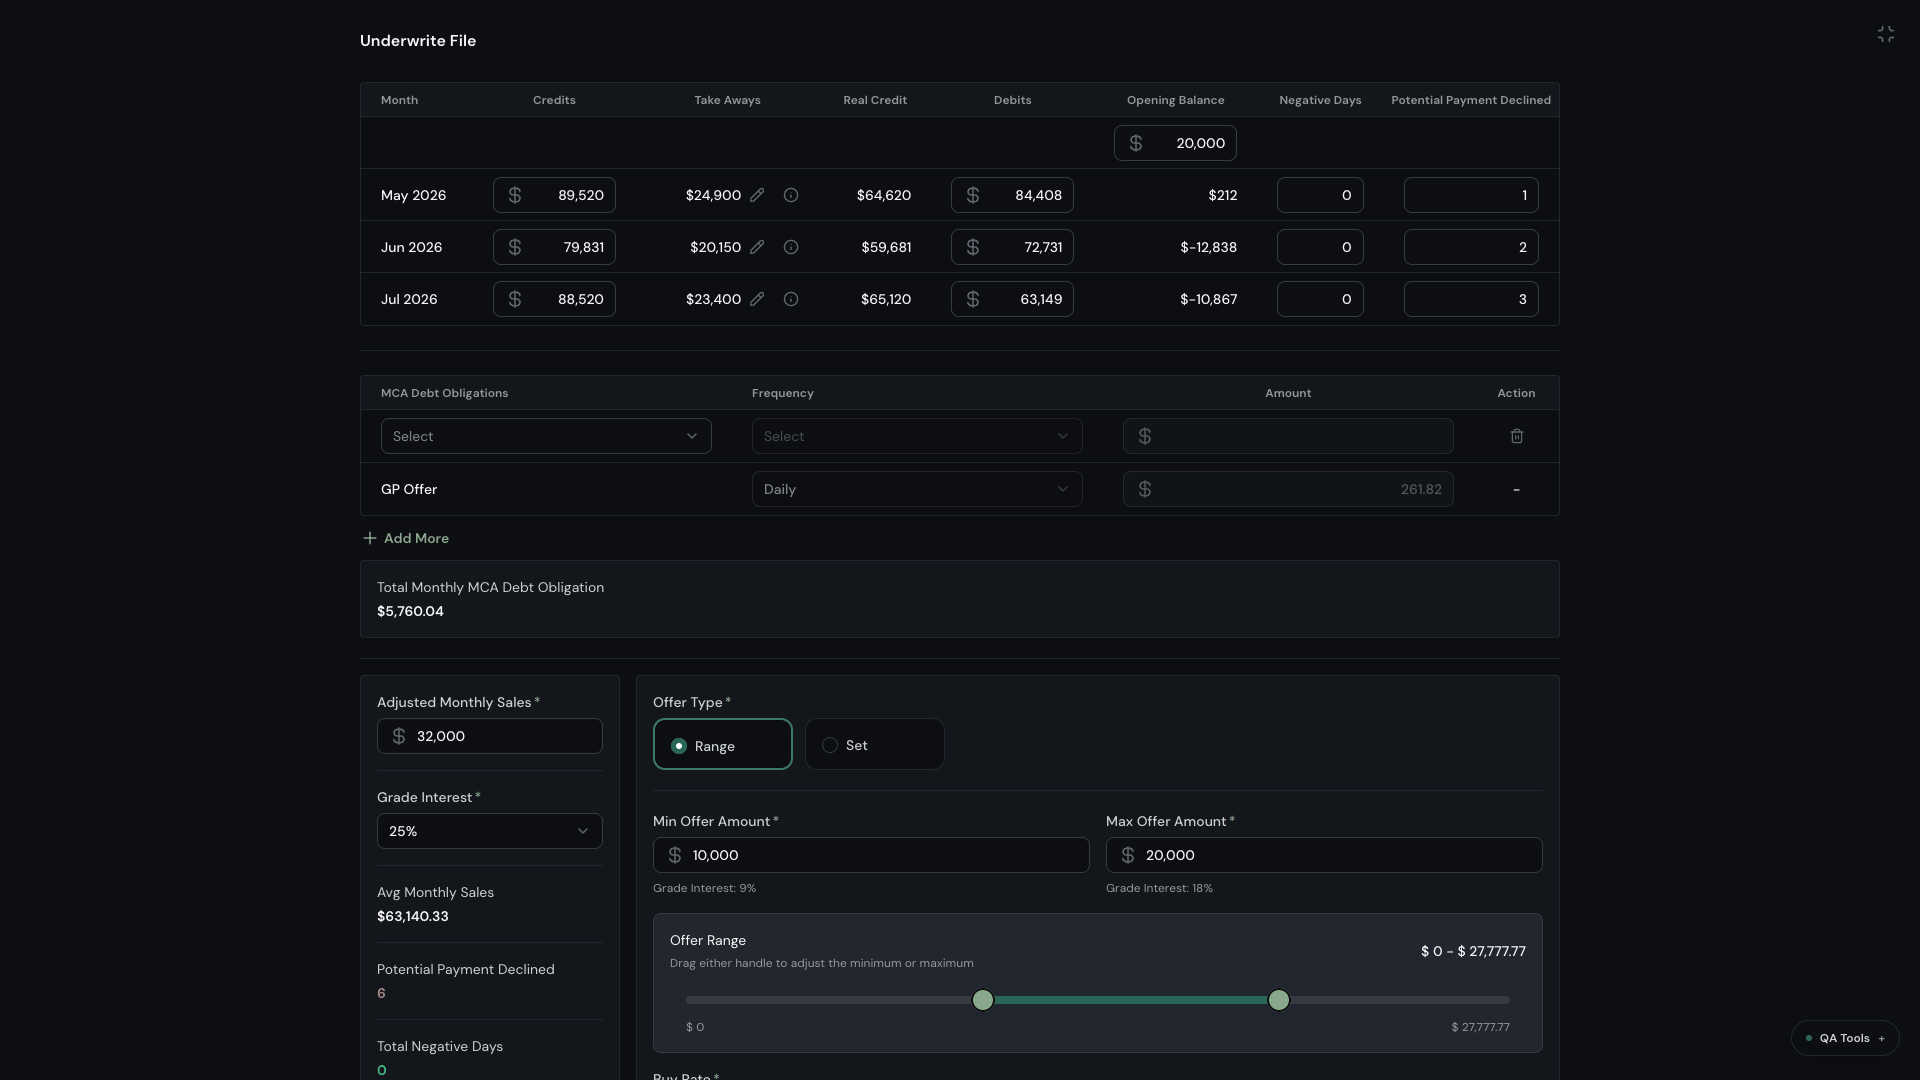 Underwrite File
Month Credits Take Aways Real Credit Debits Opening Balance Negative Days Potential Payment Declined
$ 20,000
May 2026 $ 89,520 $24,900 $64,620 $ 84,408 $212 0 1
Jun 2026 $ 79,831 $20,150 $59,681 $ 72,731 $-12,838 0 2
Jul 2026 $ 88,520 $23,400 $65,120 $ 63,149 $-10,867 0 3
MCA Debt Obligations Frequency Amount Action
Select Select $
GP Offer Daily $ 261.82 -
+ Add More
Total Monthly MCA Debt Obligation
$5,760.04
Adjusted Monthly Sales *
$ 32,000
Grade Interest *
25%
Avg Monthly Sales
$63,140.33
Potential Payment Declined
6
Total Negative Days
0
Offer Type *
Range Set
Min Offer Amount * Max Offer Amount *
$ 10,000 $ 20,000
Grade Interest: 9% Grade Interest: 18%
Offer Range
Drag either handle to adjust the minimum or maximum
$ 0 - $ 27,777.77
$ 0 $ 27,777.77
Buy Rate *
QA Tools +